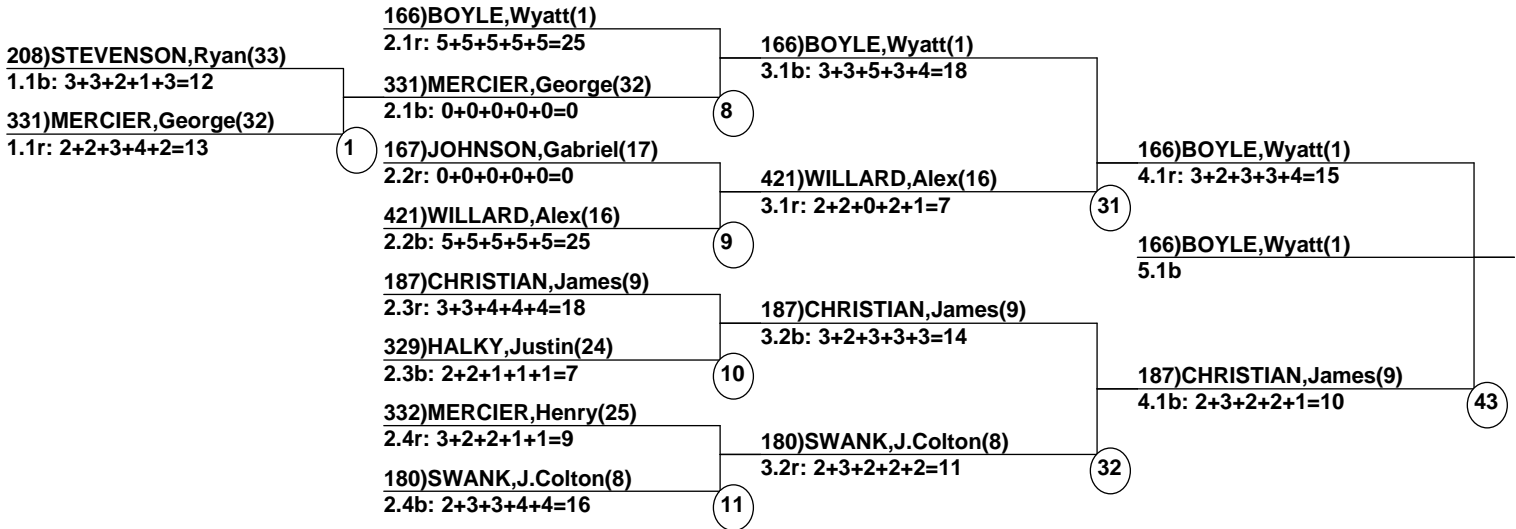 208)STEVENSON,Ryan(33)
1.1b: 3+3+2+1+3=12
331)MERCIER,George(32)
1.1r: 2+2+3+4+2=13
1
166)BOYLE,Wyatt(1)
2.1r: 5+5+5+5+5=25
331)MERCIER,George(32)
2.1b: 0+0+0+0+0=0
8
167)JOHNSON,Gabriel(17)
2.2r: 0+0+0+0+0=0
421)WILLARD,Alex(16)
2.2b: 5+5+5+5+5=25
9
187)CHRISTIAN,James(9)
2.3r: 3+3+4+4+4=18
329)HALKY,Justin(24)
2.3b: 2+2+1+1+1=7
10
332)MERCIER,Henry(25)
2.4r: 3+2+2+1+1=9
180)SWANK,J.Colton(8)
2.4b: 2+3+3+4+4=16
11
166)BOYLE,Wyatt(1)
3.1b: 3+3+5+3+4=18
421)WILLARD,Alex(16)
3.1r: 2+2+0+2+1=7
31
187)CHRISTIAN,James(9)
3.2b: 3+2+3+3+3=14
180)SWANK,J.Colton(8)
3.2r: 2+3+2+2+2=11
32
166)BOYLE,Wyatt(1)
4.1r: 3+2+3+3+4=15
166)BOYLE,Wyatt(1)
5.1b
187)CHRISTIAN,James(9)
4.1b: 2+3+2+2+1=10
43